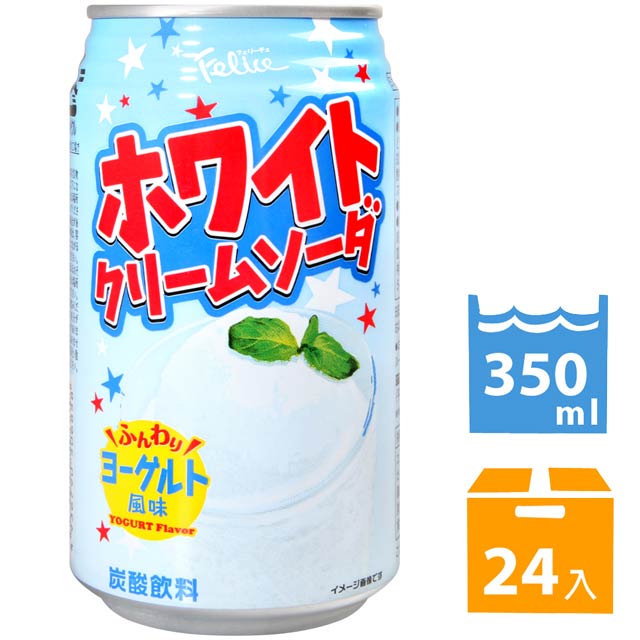 フェリーチェ
Felice
ホワイト
クリームソーダ
ふんわり
ヨーグルト
風味
YOGURT Flavor
炭酸飲料
イメージ画像です
350
ml
24入